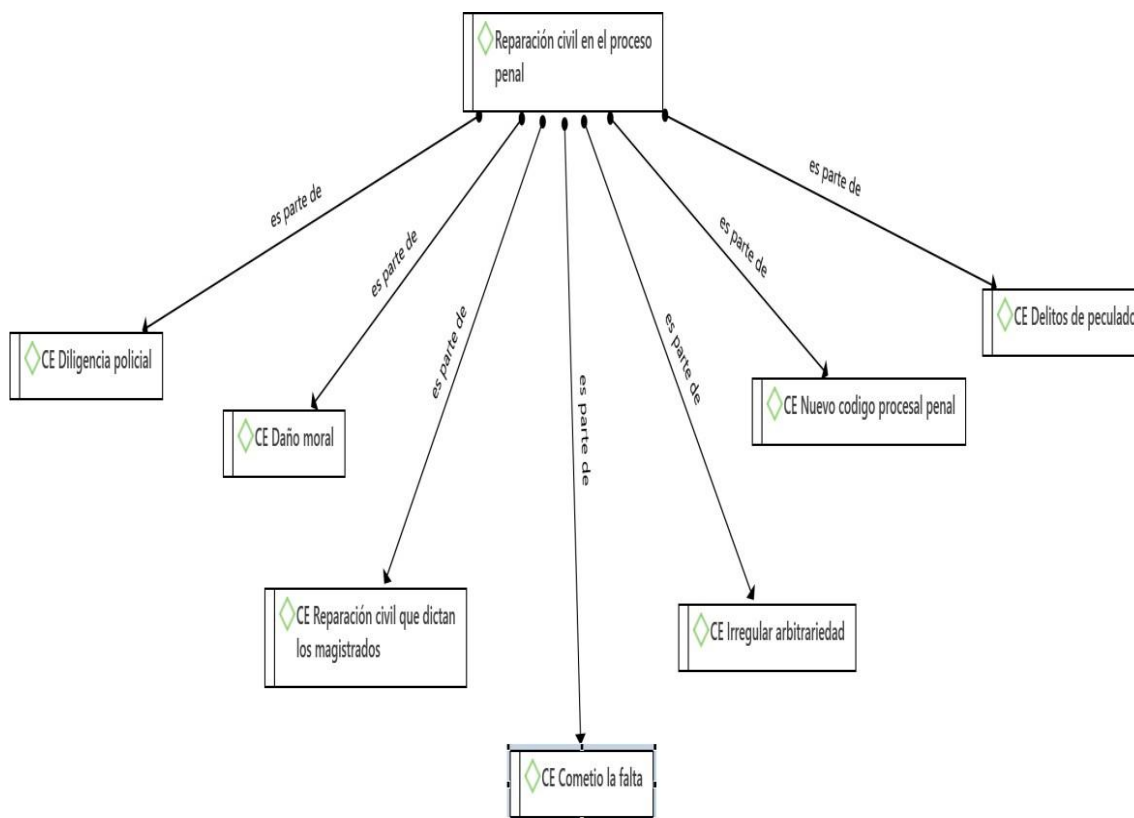 Reparación civil en el proceso
penal
es parte de
es parte de
es parte de
es parte de
es parte de
es parte de
es parte de
CE Diligencia policial
CE Daño moral
CE Reparación civil que dictan
los magistrados
CE Cometio la falta
CE Irregular arbitrariedad
CE Nuevo codigo procesal penal
CE Delitos de peculado